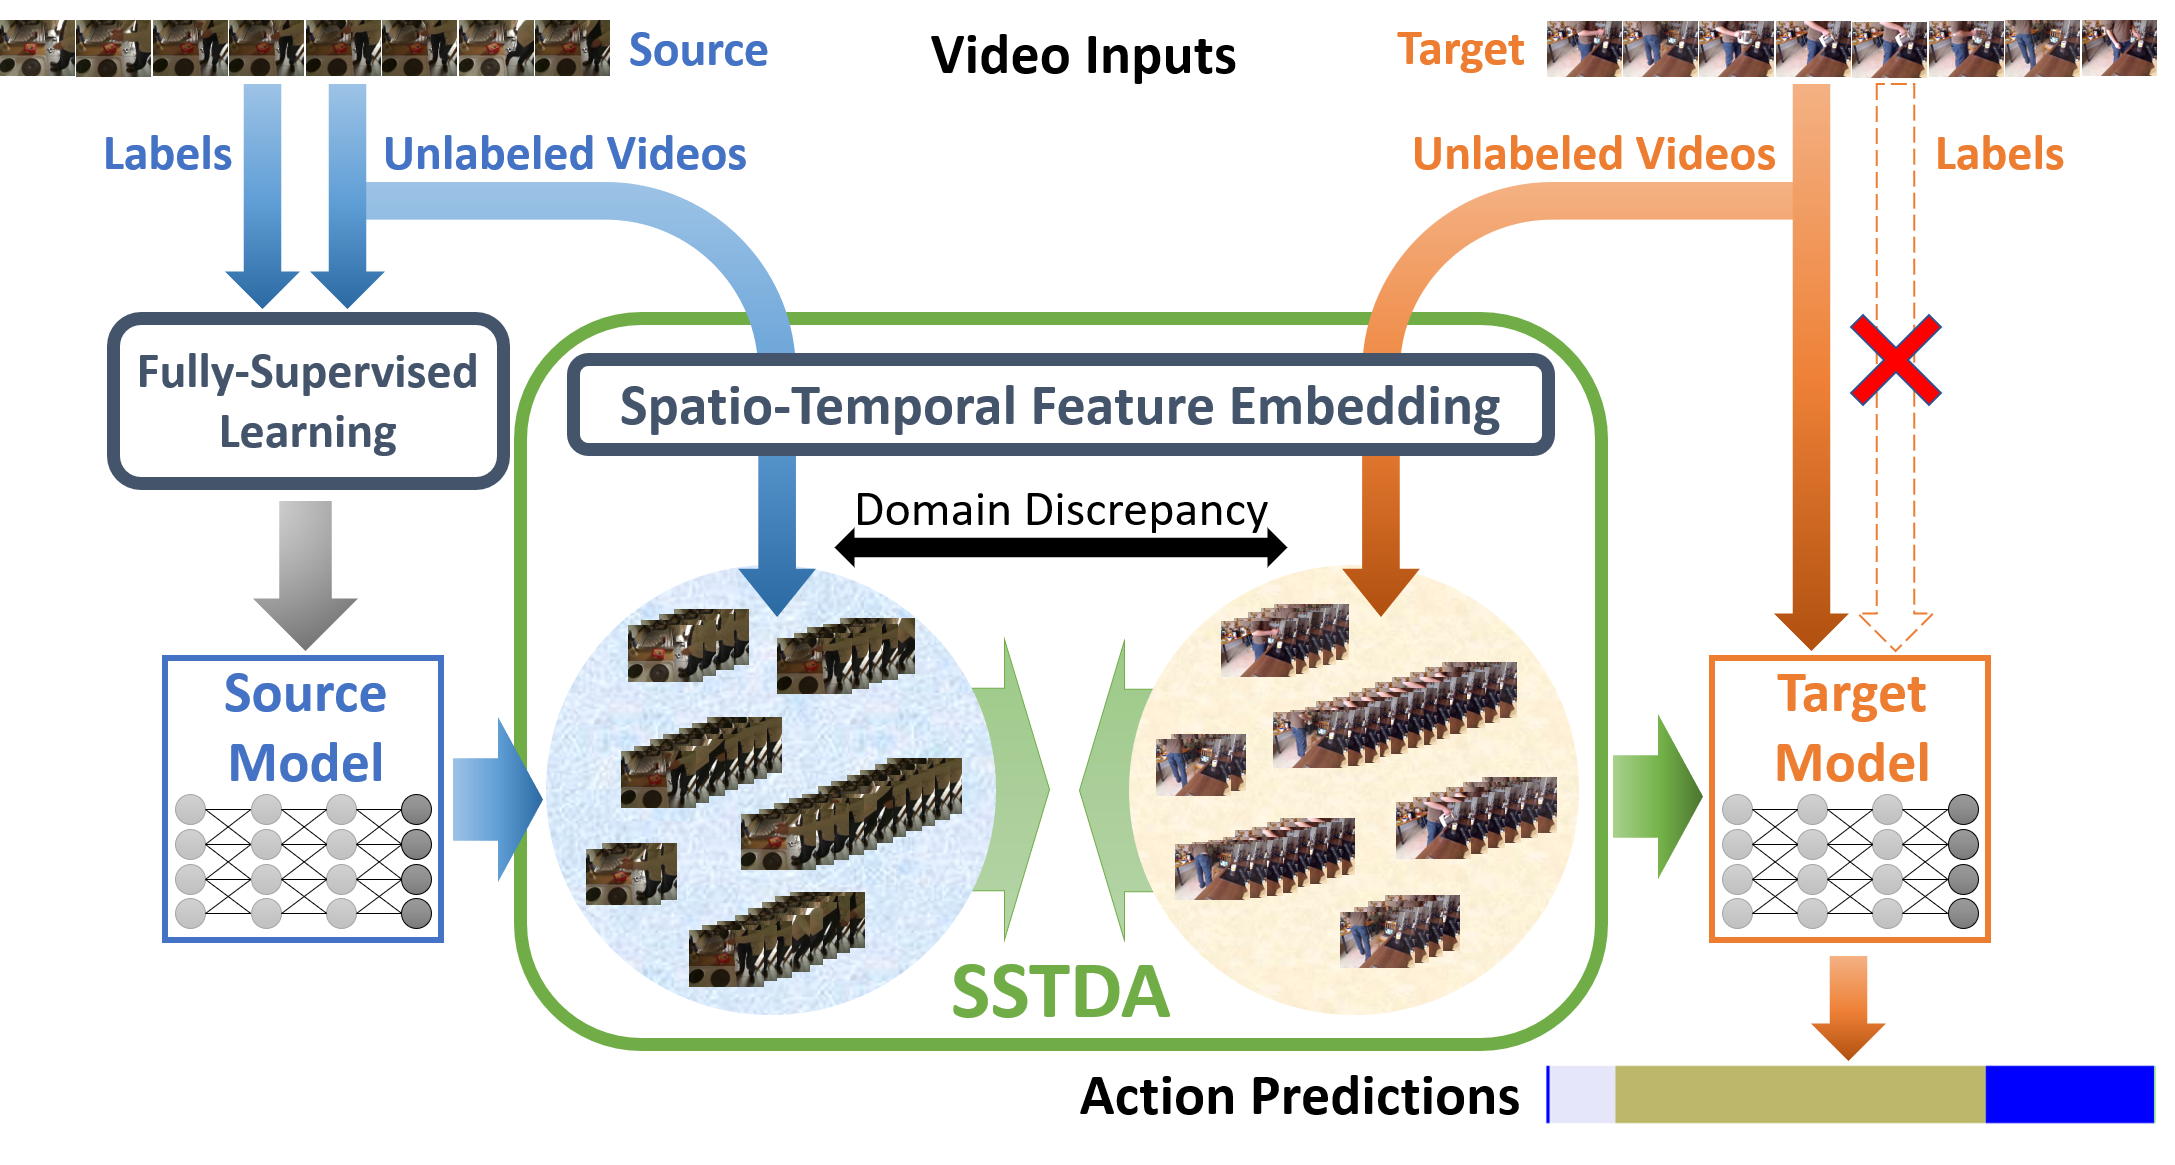 Source
Video Inputs
Target
Labels
Unlabeled Videos
Unlabeled Videos
Labels
Fully-Supervised
Learning
Spatio-Temporal Feature Embedding
Domain Discrepancy
Source
Model
Target
Model
SSTDA
Action Predictions